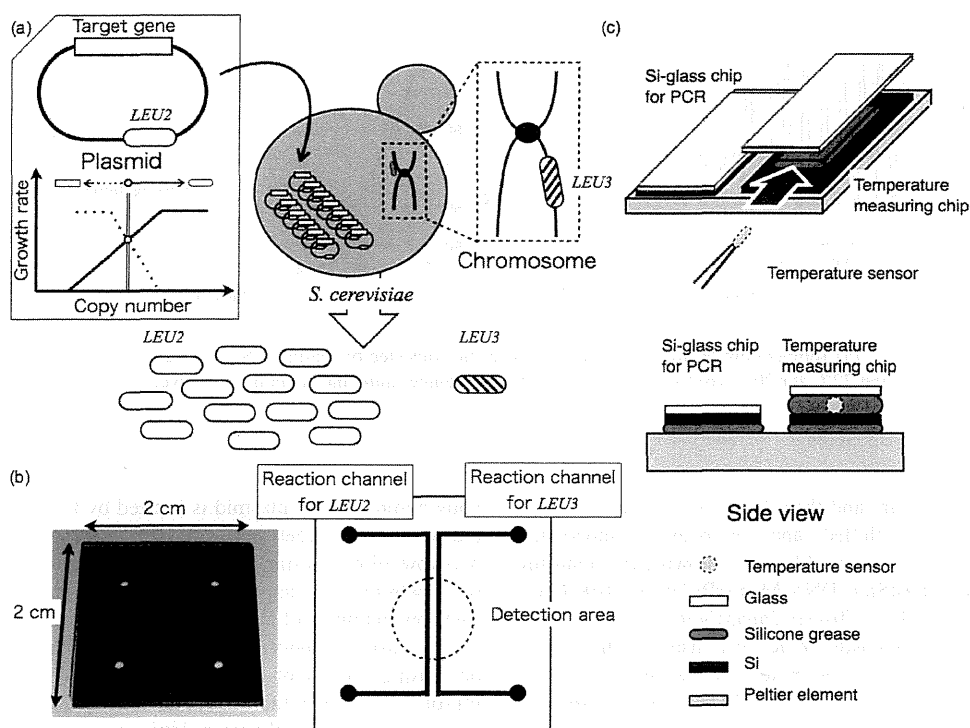 (a)
Target gene
LEU2
Plasmid
Growth rate
Copy number
S. cerevisiae
LEU3
Chromosome
LEU2
LEU3
(b)
2 cm
2 cm
Reaction channel
for LEU2
Reaction channel
for LEU3
Detection area
(c)
Si-glass chip
for PCR
Temperature
measuring chip
Temperature sensor
Si-glass chip
for PCR
Temperature
measuring chip
Side view
Temperature sensor
Glass
Silicone grease
Si
Peltier element